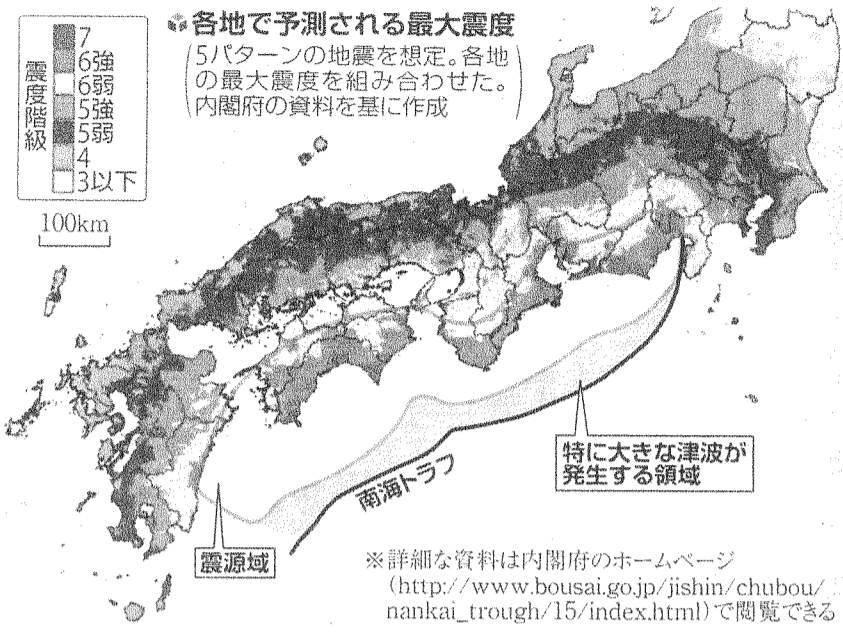 各地で予測される最大震度
(5パターンの地震を想定。各地
の最大震度を組み合わせた。
内閣府の資料を基に作成)
震度階級
7
6強
6弱
5強
5弱
4
3以下
100km
特に大きな津波が
発生する領域
南海トラフ
震源域
※詳細な資料は内閣府のホームページ
(http://www.bousai.go.jp/jishin/chubou/
nankai_trough/15/index.html)で閲覧できる